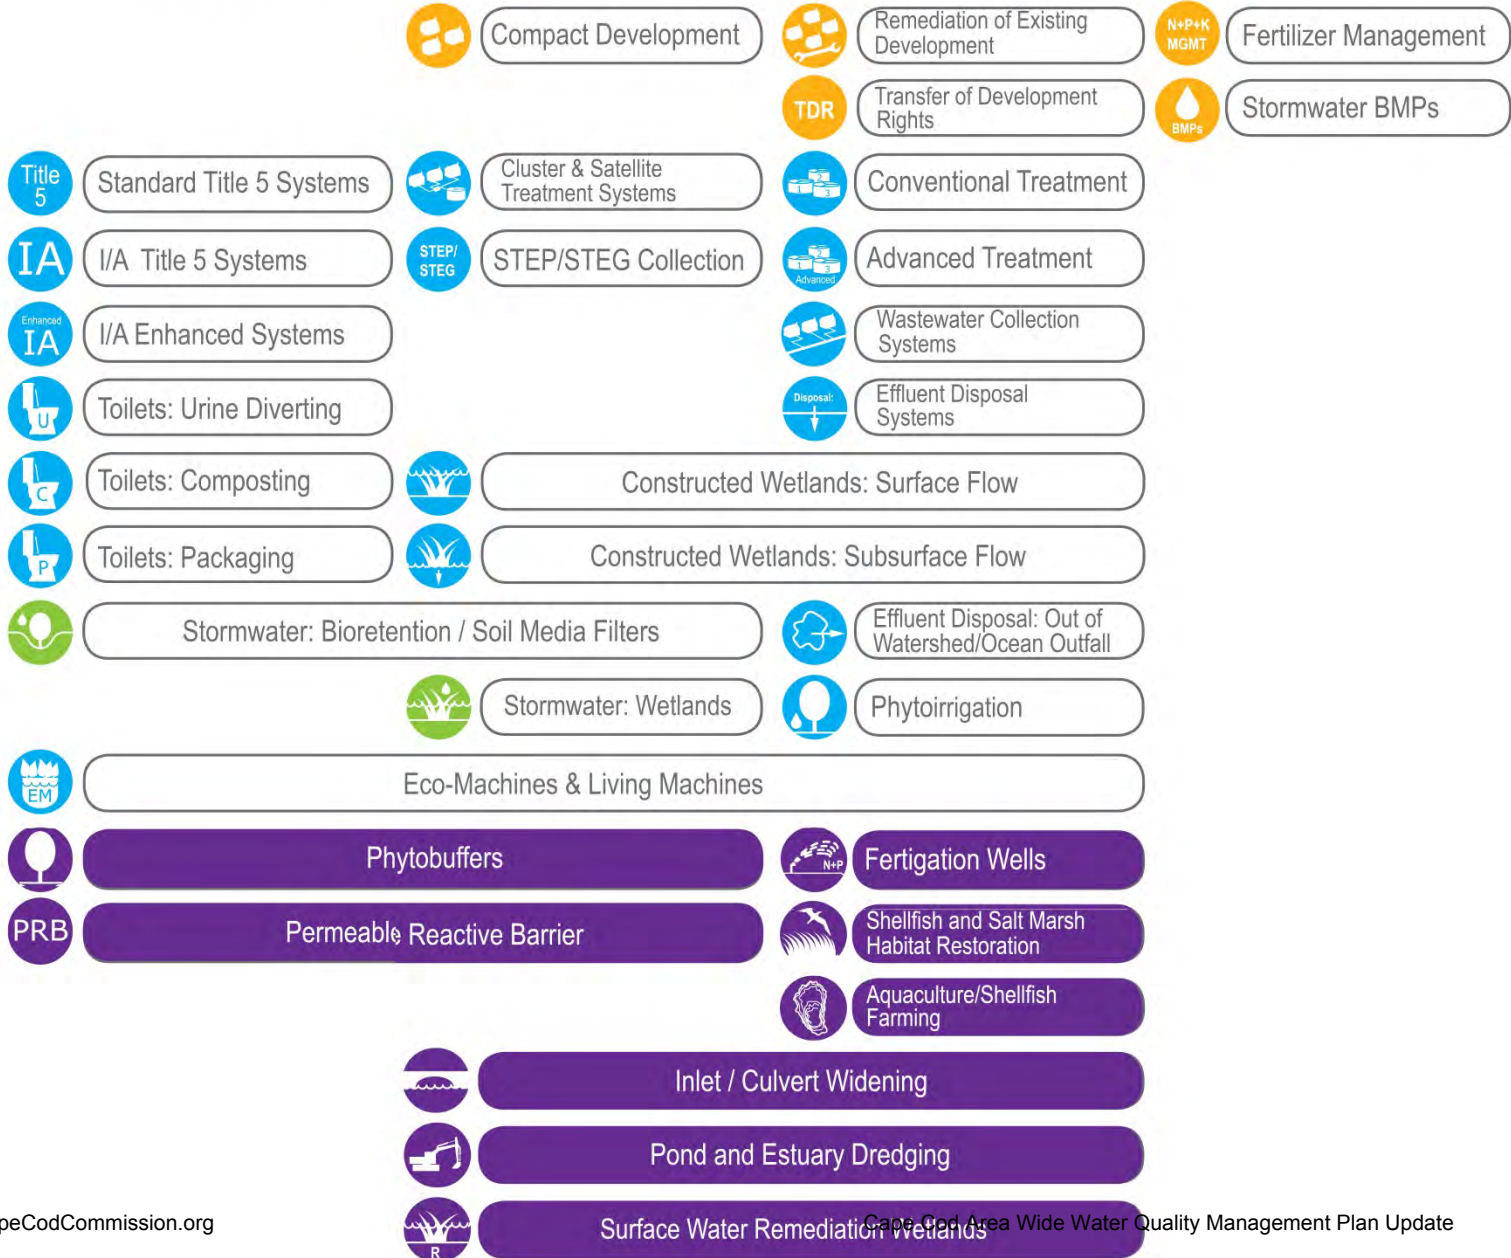 Compact Development
Remediation of Existing
Development
N+P+K
MGMT
Fertilizer Management
TDR
Transfer of Development
Rights
BMPs
Stormwater BMPs
Title
5
Standard Title 5 Systems
Cluster & Satellite
Treatment Systems
1 2 3
Conventional Treatment
IA
I/A Title 5 Systems
STEP/
STEG
STEP/STEG Collection
1 2 3
Advanced
Advanced Treatment
Enhanced
IA
I/A Enhanced Systems
Wastewater Collection
Systems
U
Toilets: Urine Diverting
Disposal:
Effluent Disposal
Systems
C
Toilets: Composting
Constructed Wetlands: Surface Flow
P
Toilets: Packaging
Constructed Wetlands: Subsurface Flow
Stormwater: Bioretention / Soil Media Filters
Effluent Disposal: Out of
Watershed/Ocean Outfall
Stormwater: Wetlands
Phytoirrigation
EM
Eco-Machines & Living Machines
Phytobuffers
N+P
Fertigation Wells
PRB
Permeable Reactive Barrier
Shellfish and Salt Marsh
Habitat Restoration
Aquaculture/Shellfish
Farming
Inlet / Culvert Widening
Pond and Estuary Dredging
R
Surface Water Remediation Wetlands
peCodCommission.org
Cape Cod Area Wide Water Quality Management Plan Update